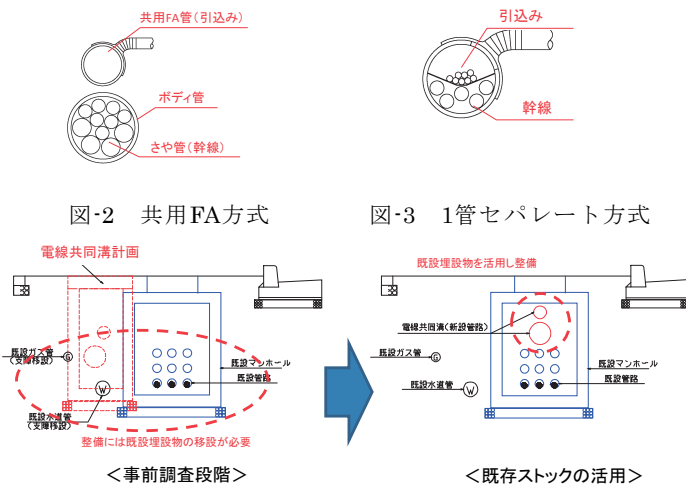 共用FA管(引込み)
ボディ管
さや管(幹線)
図-2 共用FA方式
引込み
幹線
図-3 1管セパレート方式
電線共同溝計画
既設ガス管
(支障移設)
G
既設マンホール
既設管路
W
既設水道管
(支障移設)
整備には既設埋設物の移設が必要
<事前調査段階>
既設埋設物を活用し整備
電線共同溝(新設管路)
既設ガス管
G
既設マンホール
既設管路
既設水道管
W
<既存ストックの活用>